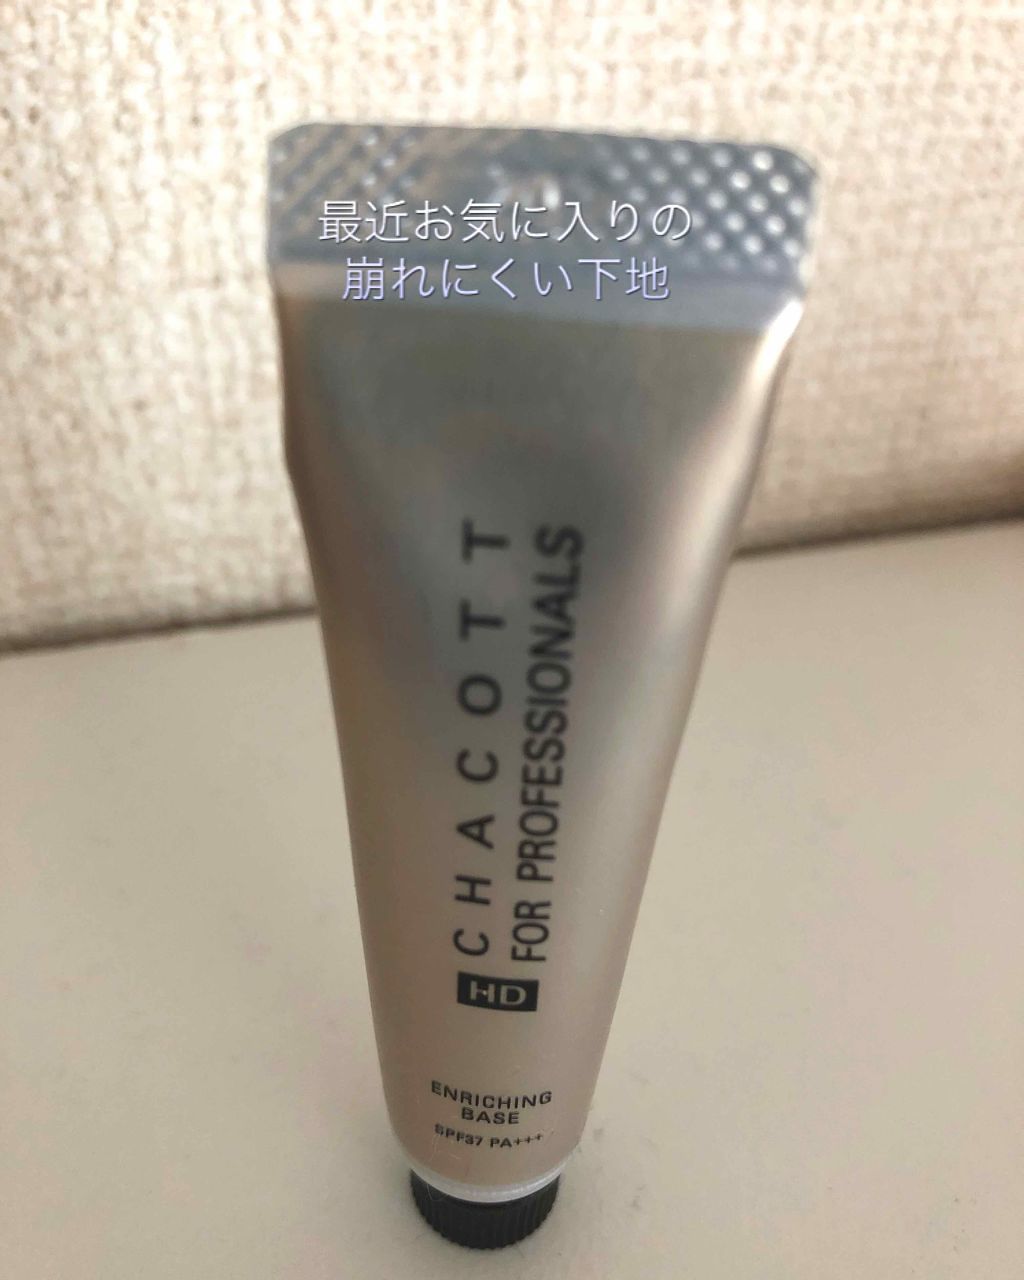 最近お気に入りの
崩れにくい下地
CHACOTT
FOR PROFESSIONALS
HD
ENRICHING
BASE
SPF37 PA+++